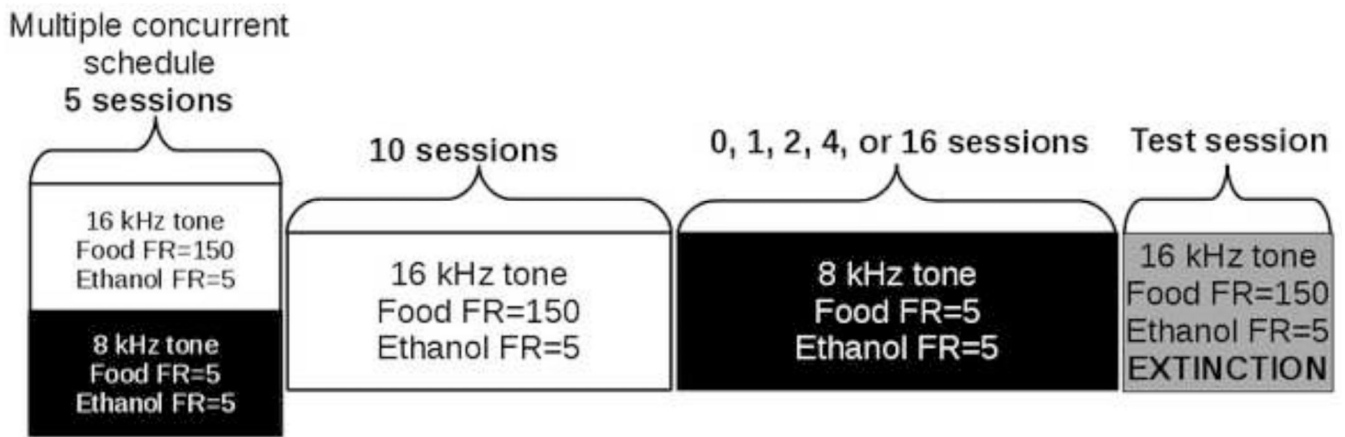 Multiple concurrent
schedule
5 sessions
16 kHz tone
Food FR=150
Ethanol FR=5
8 kHz tone
Food FR=5
Ethanol FR=5
10 sessions
16 kHz tone
Food FR=150
Ethanol FR=5
0, 1, 2, 4, or 16 sessions
8 kHz tone
Food FR=5
Ethanol FR=5
Test session
16 kHz tone
Food FR=150
Ethanol FR=5
EXTINCTION